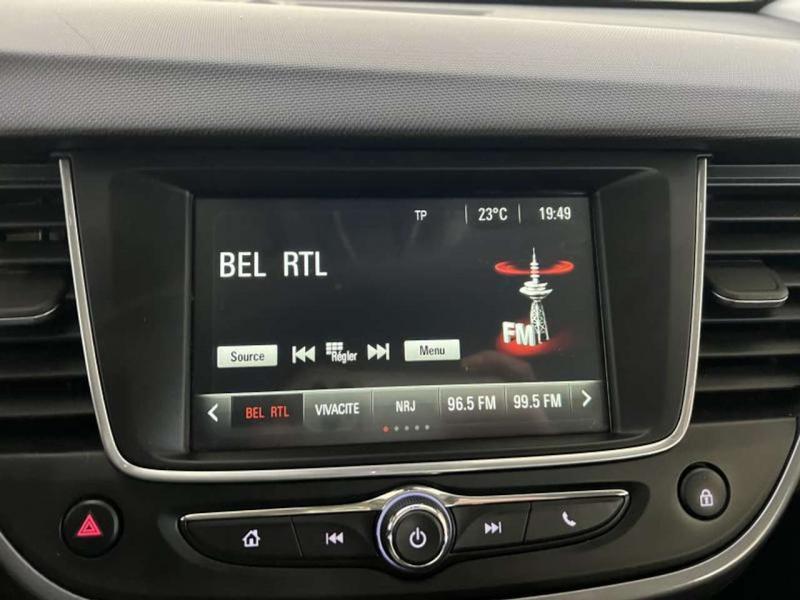 TP 23°C 19:49
BEL RTL
FM
Source Régler Menu
BEL RTL VIVACITE NRJ 96.5 FM 99.5 FM